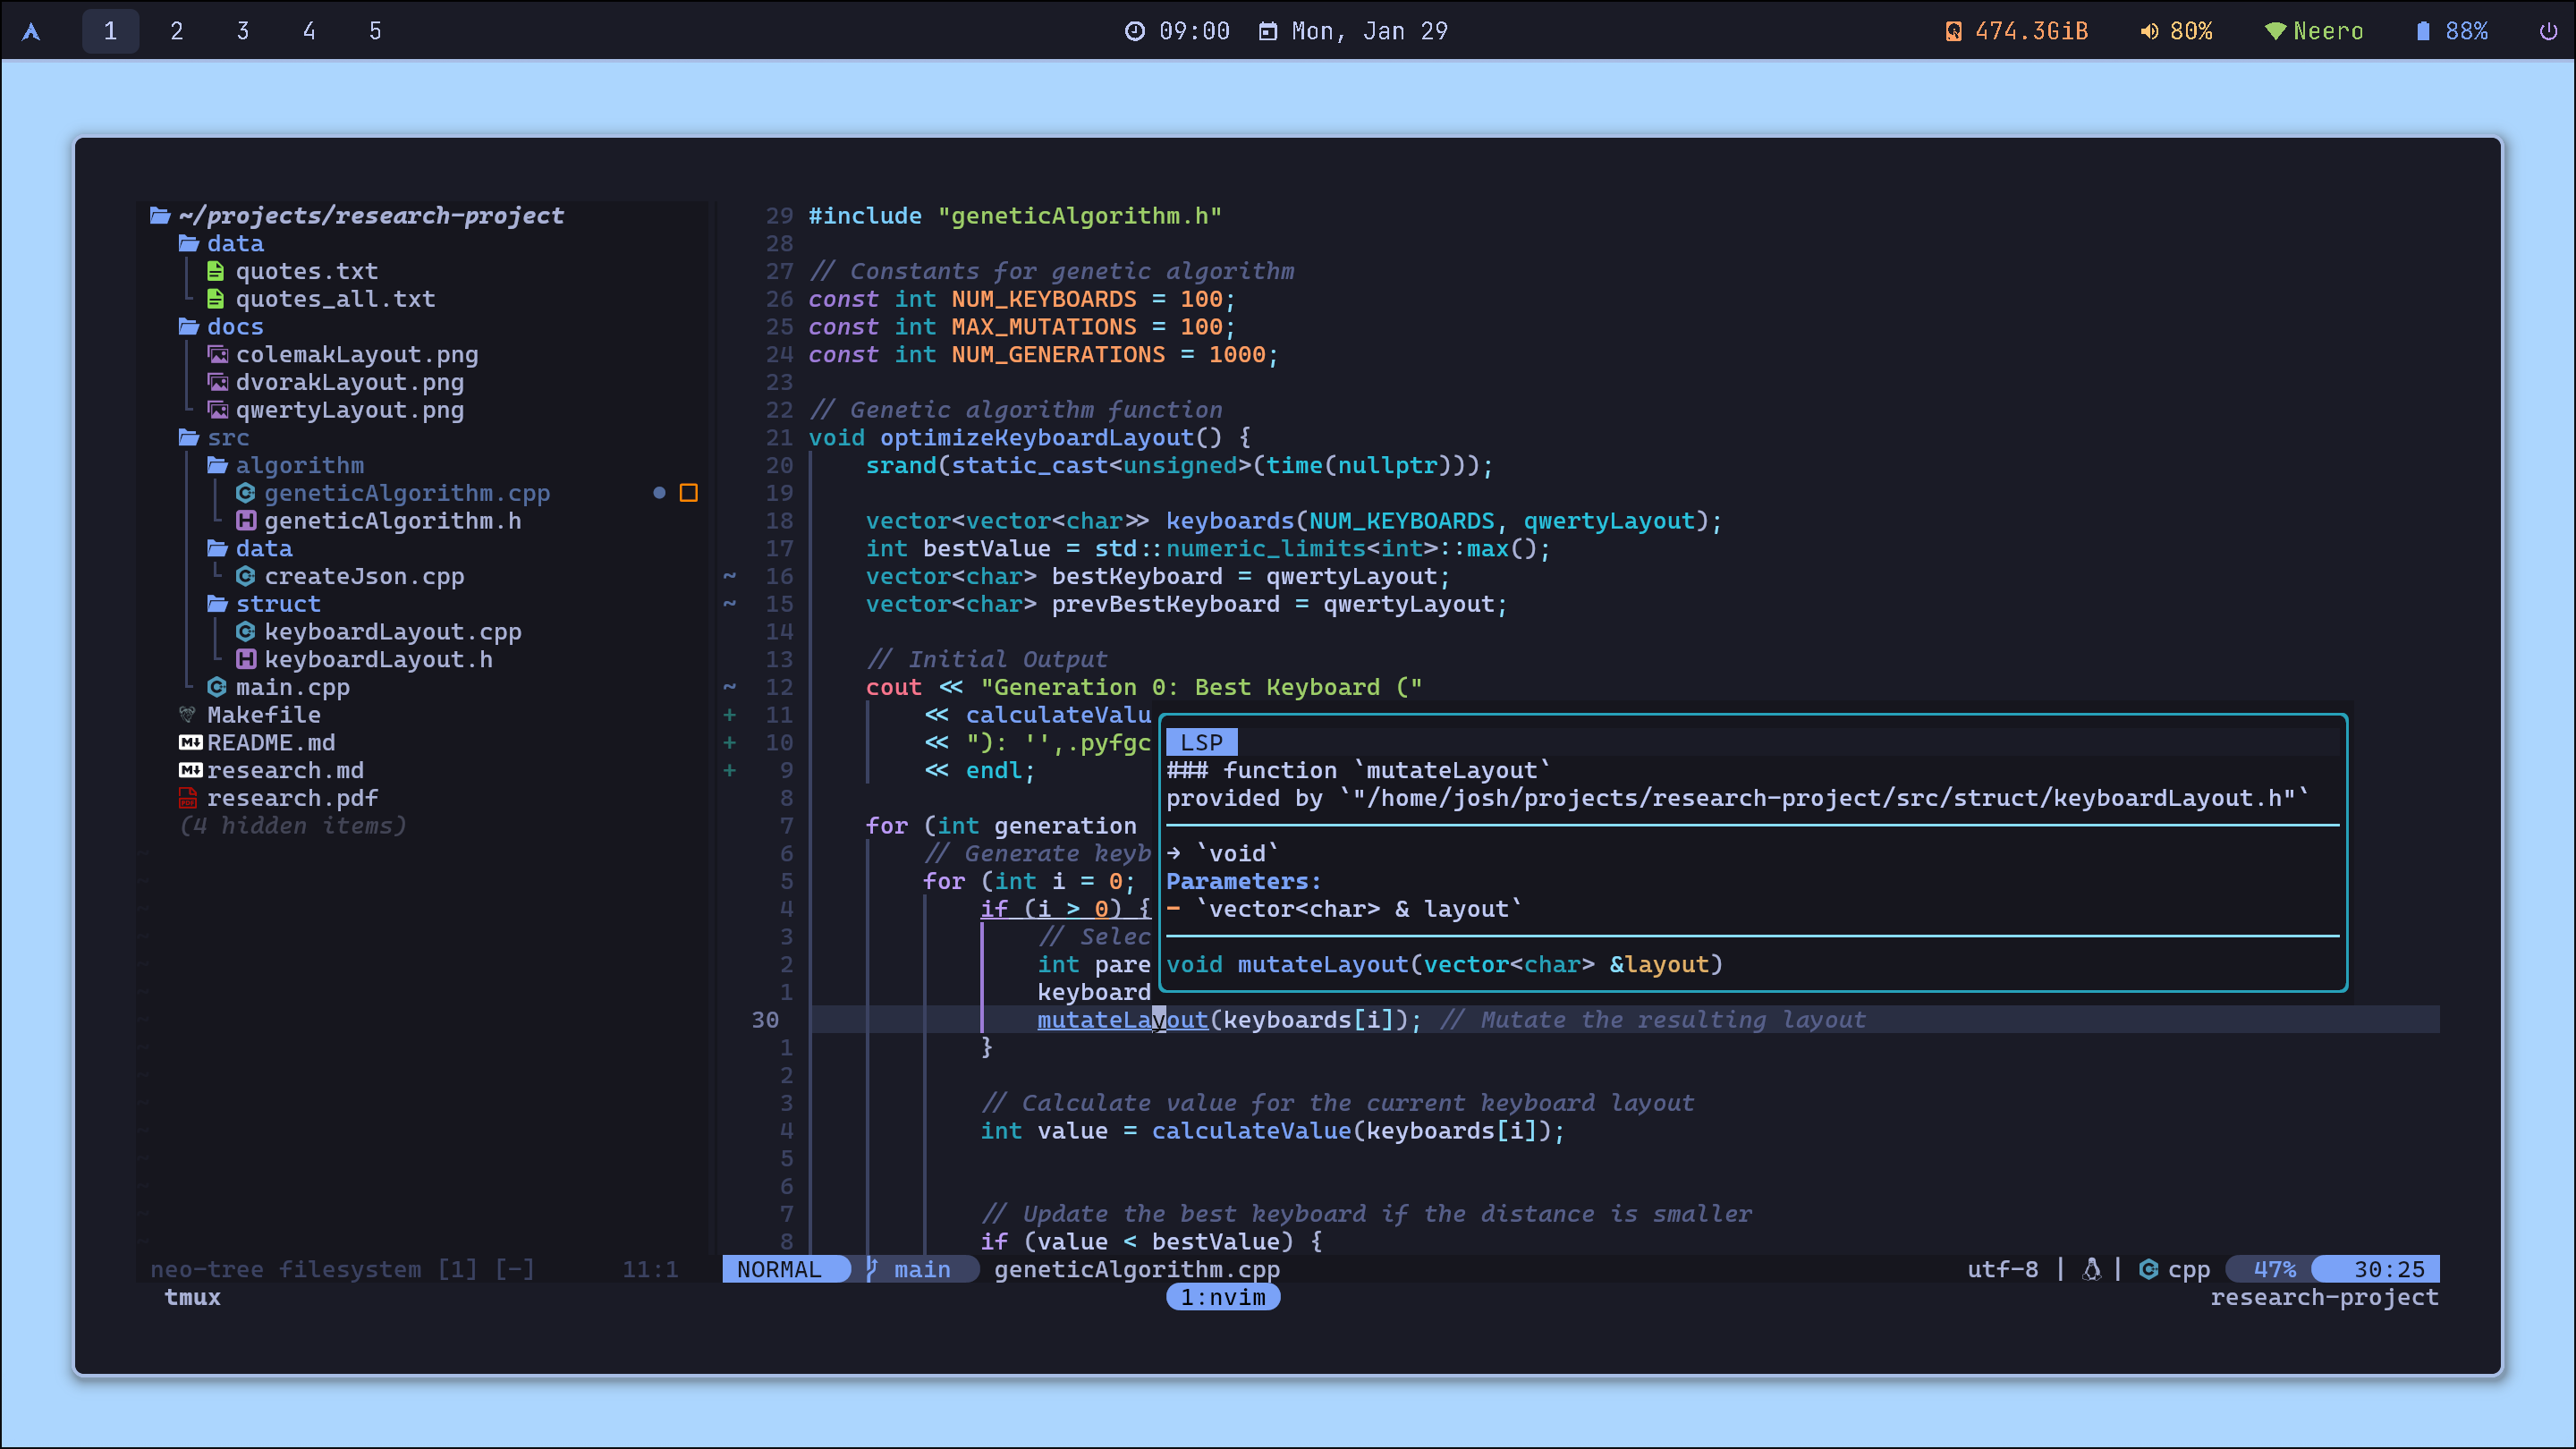 1 2 3 4 5
09:00 Mon, Jan 29
474.3GiB 80% Neero 88%
~/projects/research-project
data
quotes.txt
quotes_all.txt
docs
colemakLayout.png
dvorakLayout.png
qwertyLayout.png
src
algorithm
geneticAlgorithm.cpp
geneticAlgorithm.h
data
createJson.cpp
struct
keyboardLayout.cpp
keyboardLayout.h
main.cpp
Makefile
README.md
research.md
research.pdf
(4 hidden items)
neo-tree filesystem [1] [-] 11:1
29 #include "geneticAlgorithm.h"
28
27 // Constants for genetic algorithm
26 const int NUM_KEYBOARDS = 100;
25 const int MAX_MUTATIONS = 100;
24 const int NUM_GENERATIONS = 1000;
23
22 // Genetic algorithm function
21 void optimizeKeyboardLayout() {
20 srand(static_cast<unsigned>(time(nullptr)));
19
18 vector<vector<char>> keyboards(NUM_KEYBOARDS, qwertyLayout);
17 int bestValue = std::numeric_limits<int>::max();
~ 16 vector<char> bestKeyboard = qwertyLayout;
~ 15 vector<char> prevBestKeyboard = qwertyLayout;
14
13 // Initial Output
~ 12 cout << "Generation 0: Best Keyboard ("
+ 11 << calculateValu
+ 10 << "): '',.pyfgc
+ 9 << endl;
8
7 for (int generation
6 // Generate keyb
5 for (int i = 0;
4 if (i > 0) {
3 // Selec
2 int pare
1 keyboard
30 mutateLayout(keyboards[i]); // Mutate the resulting layout
1 }
2
3 // Calculate value for the current keyboard layout
4 int value = calculateValue(keyboards[i]);
5
6
7 // Update the best keyboard if the distance is smaller
8 if (value < bestValue) {
LSP
### function `mutateLayout`
provided by `"/home/josh/projects/research-project/src/struct/keyboardLayout.h"`
→ `void`
Parameters:
- `vector<char> & layout`
void mutateLayout(vector<char> &layout)
NORMAL main geneticAlgorithm.cpp utf-8 | | cpp 47% 30:25
tmux 1:nvim research-project